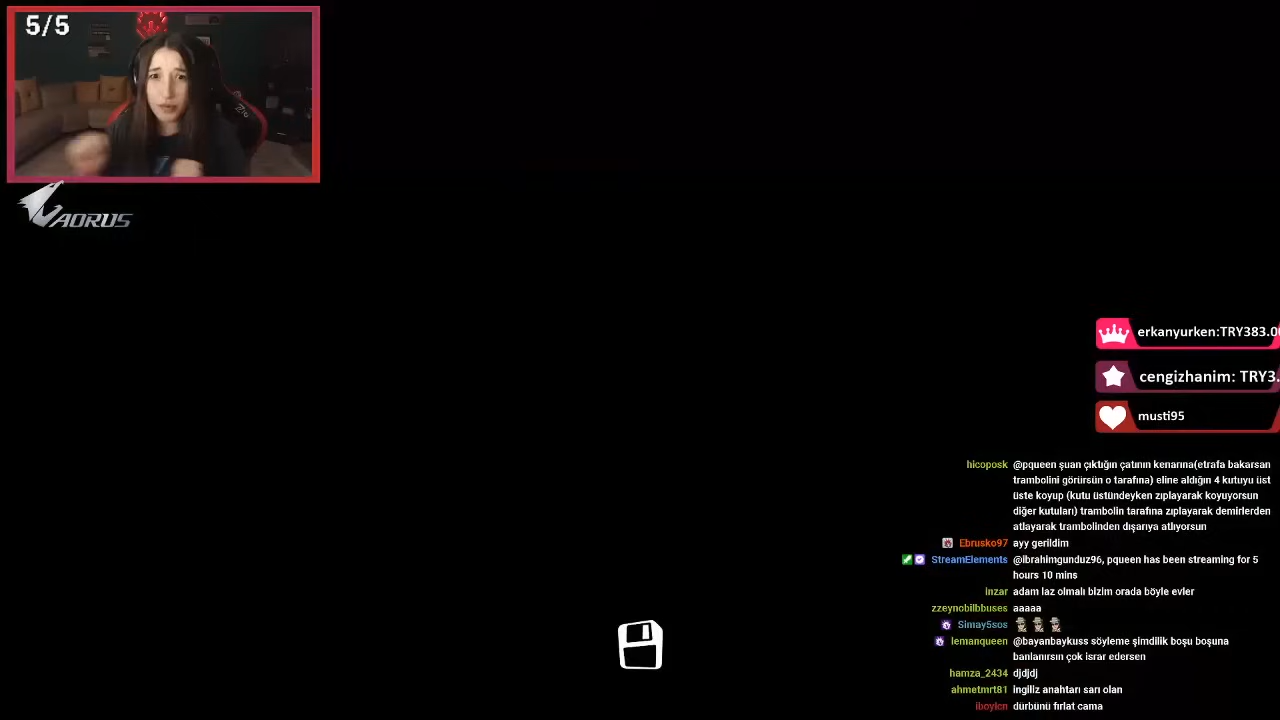 5/5
AORUS
erkanyurken:TRY383.0
cengizhanim: TRY3.
musti95
hicoposk @pqueen şuan çıktığın çatının kenarına(etrafa bakarsan
trambolini görürsün o tarafına) eline aldığın 4 kutuyu üst
üste koyup (kutu üstündeyken zıplayarak koyuyorsun
diğer kutuları) trambolin tarafına zıplayarak demirlerden
atlayarak trambolinden dışarıya atlıyorsun
Ebrusko97 ayy gerildim
StreamElements @ibrahimgunduz96, pqueen has been streaming for 5
hours 10 mins
inzar adam laz olmalı bizim orada böyle evler
zzeynobilbbuses aaaaa
Simay5sos
lemanqueen @bayanbaykuss söyleme şimdilik boşu boşuna
banlanırsın çok israr edersen
hamza_2434 djdjdj
ahmetmrt81 ingiliz anahtarı sarı olan
iboylcn dürbünü fırlat cama